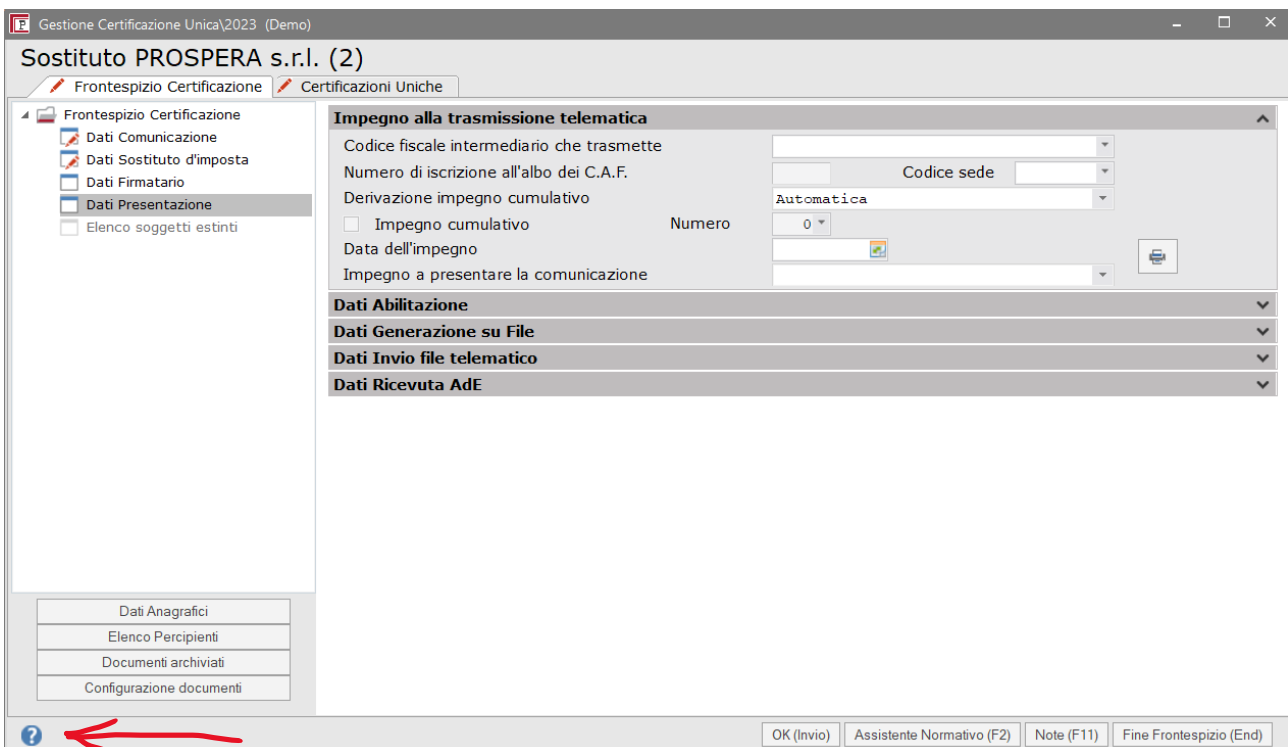 Gestione Certificazione Unica\2023 (Demo)
Sostituto PROSPERA s.r.l. (2)
Frontespizio Certificazione Certificazioni Uniche
Frontespizio Certificazione
Dati Comunicazione
Dati Sostituto d'imposta
Dati Firmatario
Dati Presentazione
Elenco soggetti estinti
Impegno alla trasmissione telematica
Codice fiscale intermediario che trasmette
Numero di iscrizione all'albo dei C.A.F. Codice sede
Derivazione impegno cumulativo Automatica
Impegno cumulativo Numero 0
Data dell'impegno
Impegno a presentare la comunicazione
Dati Abilitazione
Dati Generazione su File
Dati Invio file telematico
Dati Ricevuta AdE
Dati Anagrafici
Elenco Percipienti
Documenti archiviati
Configurazione documenti
? OK (Invio) Assistente Normativo (F2) Note (F11) Fine Frontespizio (End)